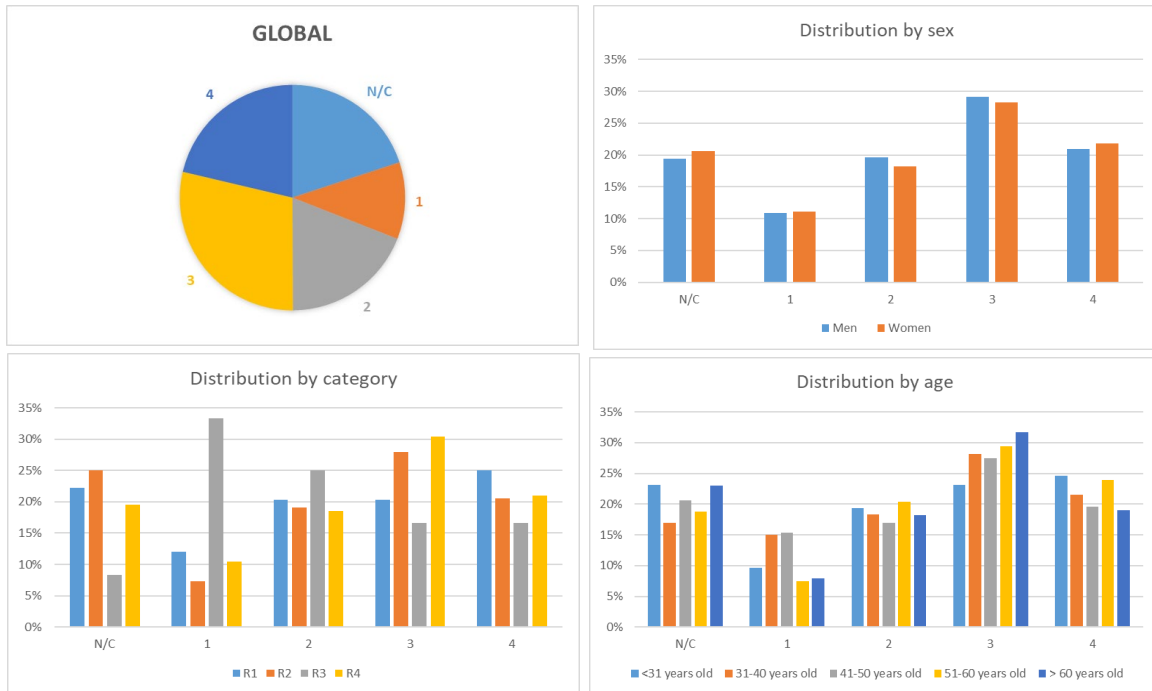 GLOBAL
4
N/C
1
3
2
Distribution by sex
35%
30%
25%
20%
15%
10%
5%
0%
N/C 1 2 3 4
Men Women
Distribution by category
35%
30%
25%
20%
15%
10%
5%
0%
N/C 1 2 3 4
R1 R2 R3 R4
Distribution by age
35%
30%
25%
20%
15%
10%
5%
0%
N/C 1 2 3 4
<31 years old 31-40 years old 41-50 years old 51-60 years old > 60 years old